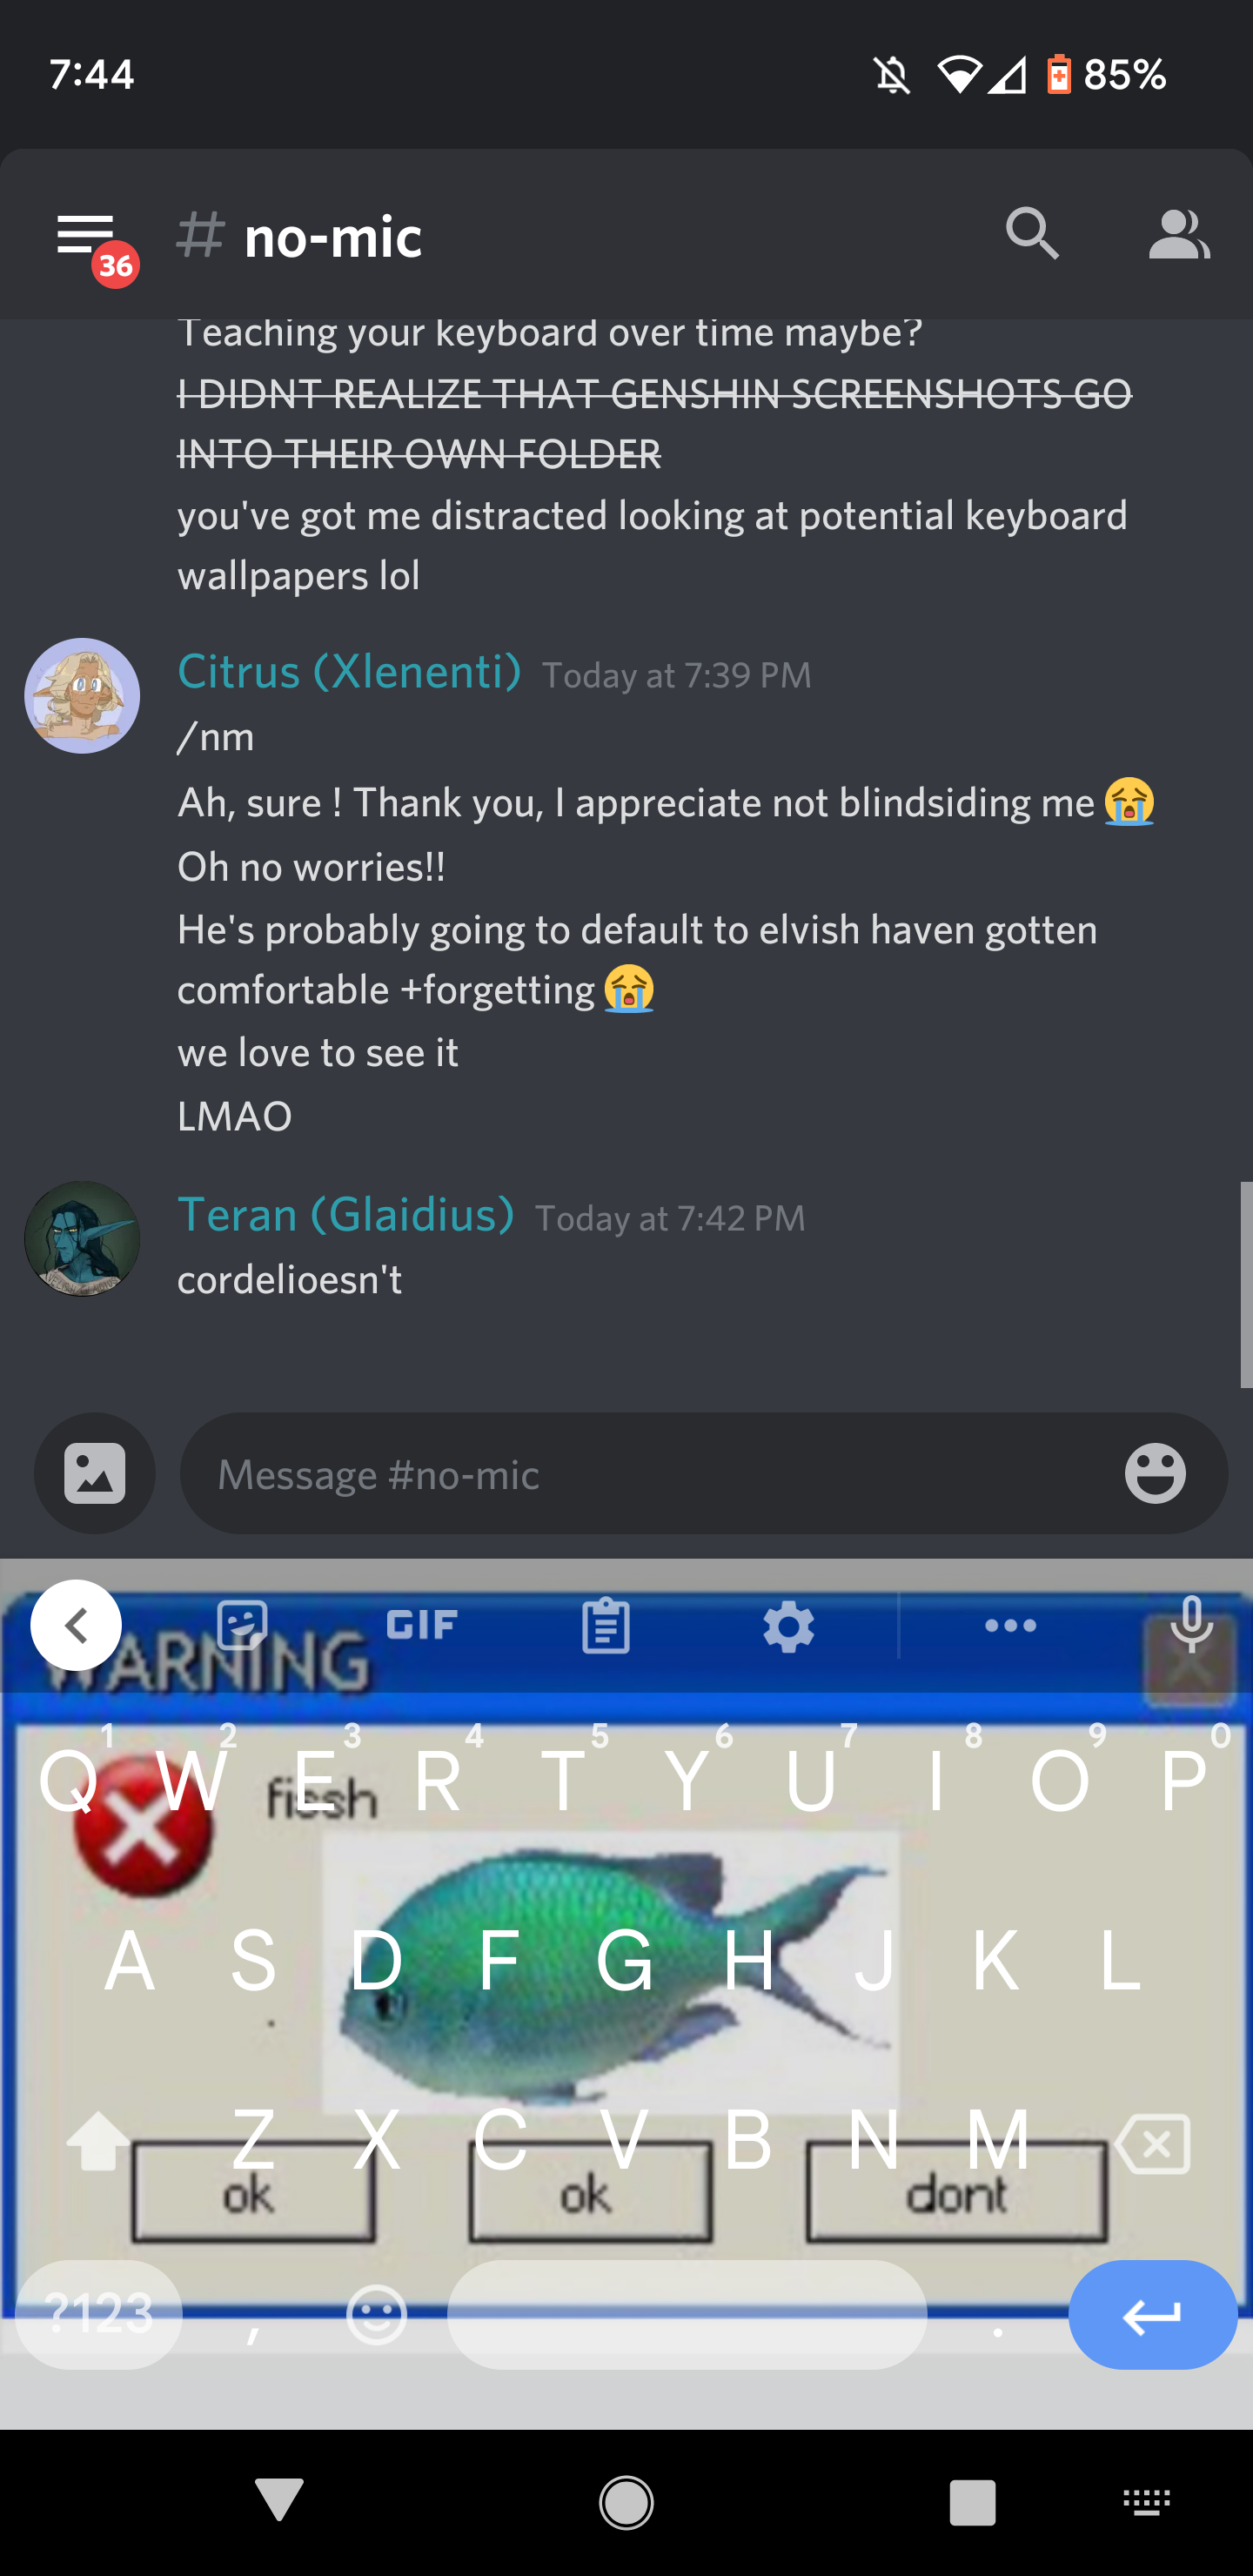 7:44
85%
36
# no-mic
Teaching your keyboard over time maybe?
I DIDNT REALIZE THAT GENSHIN SCREENSHOTS GO
INTO THEIR OWN FOLDER
you've got me distracted looking at potential keyboard
wallpapers lol
Citrus (Xlenenti) Today at 7:39 PM
/nm
Ah, sure ! Thank you, I appreciate not blindsiding me 😭
Oh no worries!!
He's probably going to default to elvish haven gotten
comfortable +forgetting 😭
we love to see it
LMAO
Teran (Glaidius) Today at 7:42 PM
cordelioesn't
Message #no-mic
GIF
WARNING
1 2 3 4 5 6 7 8 9 0
Q W E R T Y U I O P
fissh
A S D F G H J K L
Z X C V B N M
ok ok dont
?123 , .